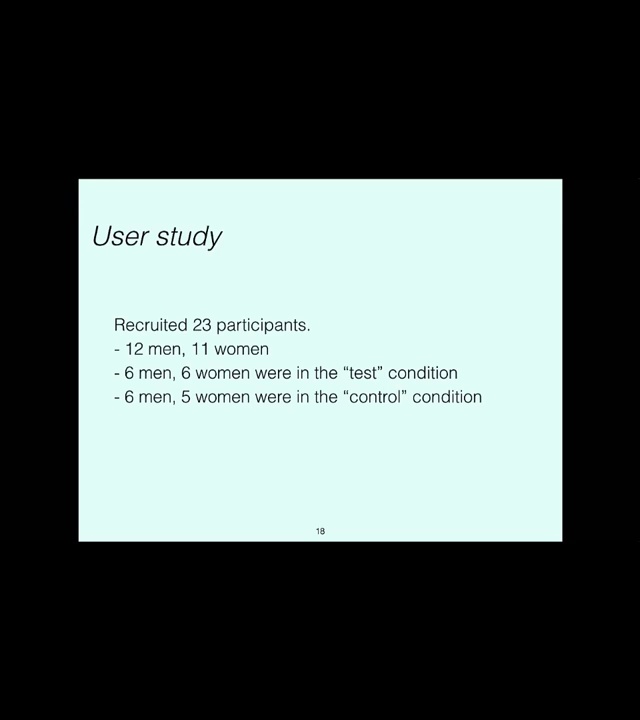 User study
Recruited 23 participants.
- 12 men, 11 women
- 6 men, 6 women were in the “test” condition
- 6 men, 5 women were in the “control” condition
18